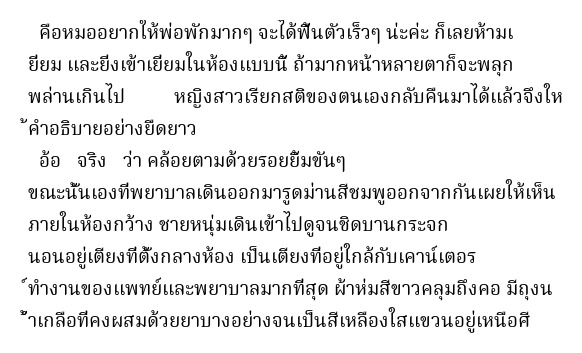 คือหมออยากให้พ่อพักมากๆ จะได้ฟื้นตัวเร็วๆ น่ะค่ะ ก็เลยห้ามเ
ยี่ยม และยิ่งเข้าเยี่ยมในห้องแบบนี้ ถ้ามากหน้าหลายตาก็จะพลุก
พล่านเกินไป หญิงสาวเรียกสติของตนเองกลับคืนมาได้แล้วจึงให
้คำอธิบายอย่างยืดยาว
อ้อ จริง ว่า คล้อยตามด้วยรอยยิ้มขันๆ
ขณะนั้นเองที่พยาบาลเดินออกมารูดม่านสีชมพูออกจากกันเผยให้เห็น
ภายในห้องกว้าง ชายหนุ่มเดินเข้าไปดูจนชิดบานกระจก
นอนอยู่เตียงที่ตั้งกลางห้อง เป็นเตียงที่อยู่ใกล้กับเคาน์เตอร
์ทำงานของแพทย์และพยาบาลมากที่สุด ผ้าห่มสีขาวคลุมถึงคอ มีถุงน
้ำเกลือที่คงผสมด้วยยาบางอย่างจนเป็นสีเหลืองใสแขวนอยู่เหนือศี